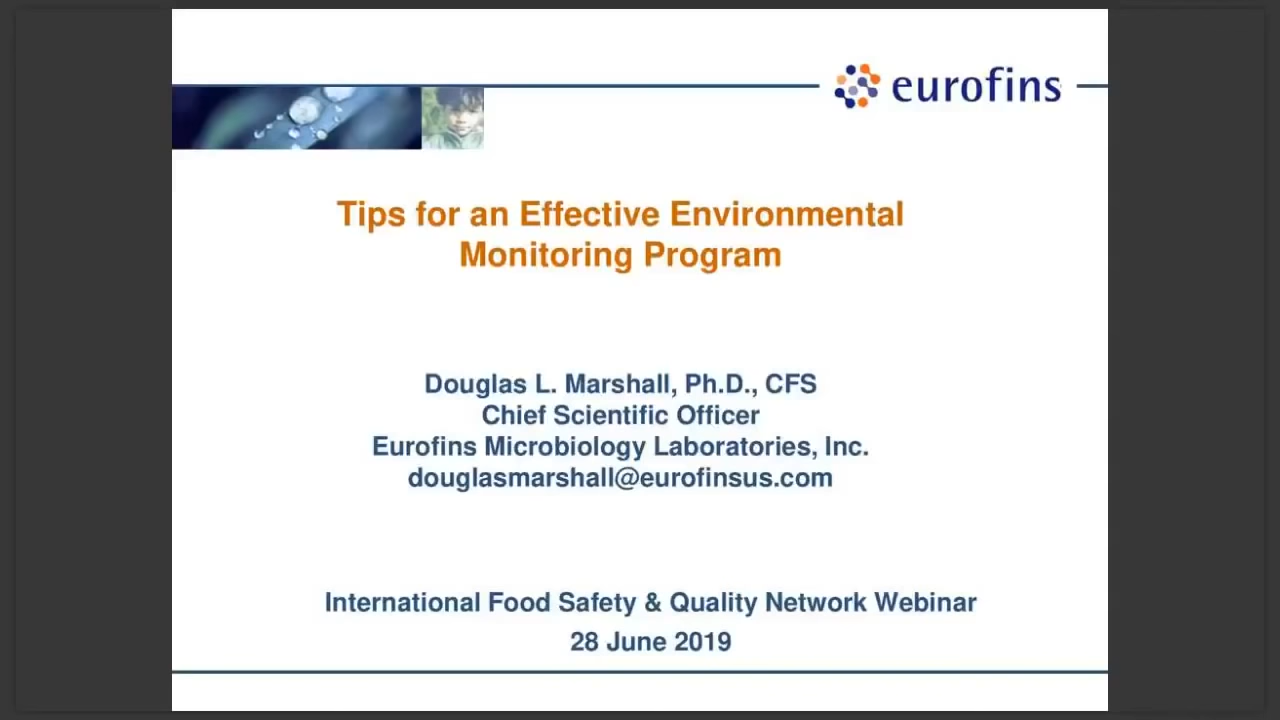 eurofins
Tips for an Effective Environmental
Monitoring Program
Douglas L. Marshall, Ph.D., CFS
Chief Scientific Officer
Eurofins Microbiology Laboratories, Inc.
douglasmarshall@eurofinsus.com
International Food Safety & Quality Network Webinar
28 June 2019